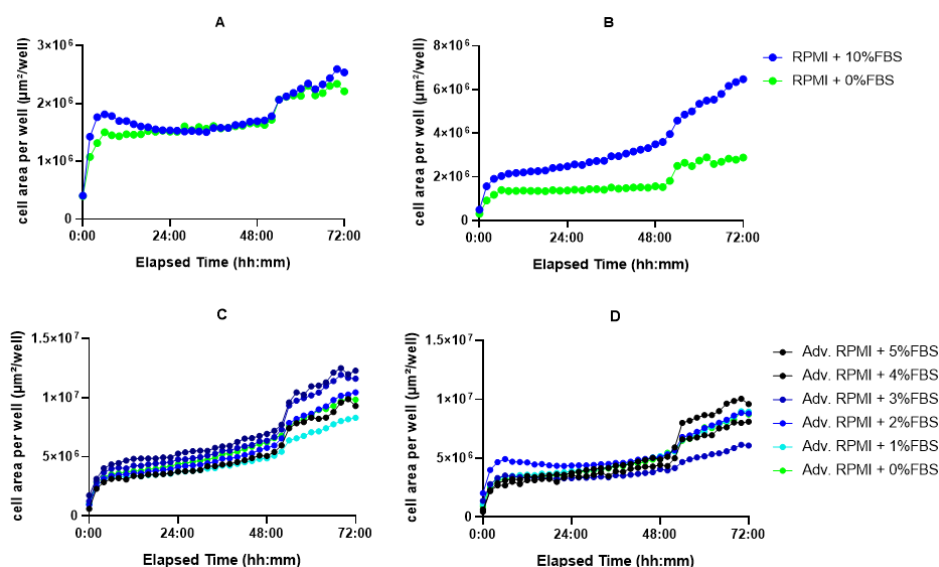 A
cell area per well (µm²/well)
3×10⁶
2×10⁶
1×10⁶
0
0:00 24:00 48:00 72:00
Elapsed Time (hh:mm)
B
cell area per well (µm²/well)
8×10⁶
6×10⁶
4×10⁶
2×10⁶
0
0:00 24:00 48:00 72:00
Elapsed Time (hh:mm)
RPMI + 10%FBS
RPMI + 0%FBS
C
cell area per well (µm²/well)
1.5×10⁷
1×10⁷
5×10⁶
0
0:00 24:00 48:00 72:00
Elapsed Time (hh:mm)
D
cell area per well (µm²/well)
1.5×10⁷
1×10⁷
5×10⁶
0
0:00 24:00 48:00 72:00
Elapsed Time (hh:mm)
Adv. RPMI + 5%FBS
Adv. RPMI + 4%FBS
Adv. RPMI + 3%FBS
Adv. RPMI + 2%FBS
Adv. RPMI + 1%FBS
Adv. RPMI + 0%FBS